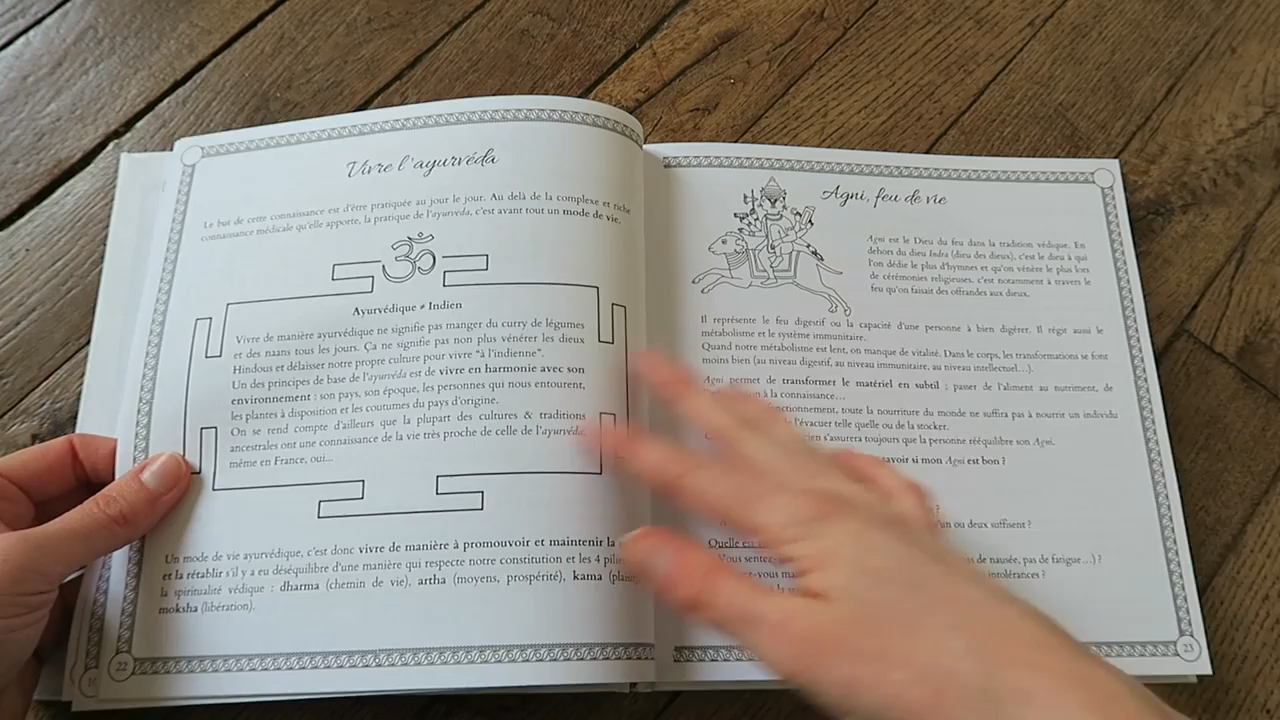 Vivre l'ayurvéda
Le but de cette connaissance est d'être pratiquée au jour le jour. Au delà de la complexe et riche
connaissance médicale qu'elle apporte, la pratique de l'ayurveda, c'est avant tout un mode de vie.
ॐ
Ayurvédique ≠ Indien
Vivre de manière ayurvédique ne signifie pas manger du curry de légumes
et des naans tous les jours. Ça ne signifie pas non plus vénérer les dieux
Hindous et délaisser notre propre culture pour vivre "à l'indienne".
Un des principes de base de l'ayurvéda est de vivre en harmonie avec son
environnement : son pays, son époque, les personnes qui nous entourent,
les plantes à disposition et les coutumes du pays d'origine.
On se rend compte d'ailleurs que la plupart des cultures & traditions
ancestrales ont une connaissance de la vie très proche de celle de l'ayurvéda
même en France, oui...
Un mode de vie ayurvédique, c'est donc vivre de manière à promouvoir et maintenir la
et la rétablir s'il y a eu déséquilibre d'une manière qui respecte notre constitution et les 4
la spiritualité védique : dharma (chemin de vie), artha (moyens, prospérité), kama
moksha (libération).
22
Agni, feu de vie
Agni est le Dieu du feu dans la tradition védique. En
dehors du dieu Indra (dieu des dieux), c'est le dieu à qui
l'on dédie le plus d'hymnes et qu'on vénère le plus lors
de cérémonies religieuses, c'est notamment à travers le
feu qu'on faisait des offrandes aux dieux.
Il représente le feu digestif ou la capacité d'une personne à bien digérer. Il régit aussi le
métabolisme et le système immunitaire.
Quand notre métabolisme est lent, on manque de vitalité. Dans le corps, les transformations se font
moins bien (au niveau digestif, au niveau immunitaire, au niveau intellectuel…).
Agni permet de transformer le matériel en subtil : passer de l'aliment au nutriment, de
à la connaissance…
toute la nourriture du monde ne suffira pas à nourrir un individu
de l'évacuer telle quelle ou de la stocker.
s'assurera toujours que la personne rééquilibre son Agni.
savoir si mon Agni est bon ?
?
un ou deux suffisent ?
Quelle est
Vous sentez-
de nausée, pas de fatigue…) ?
intolérances ?
23